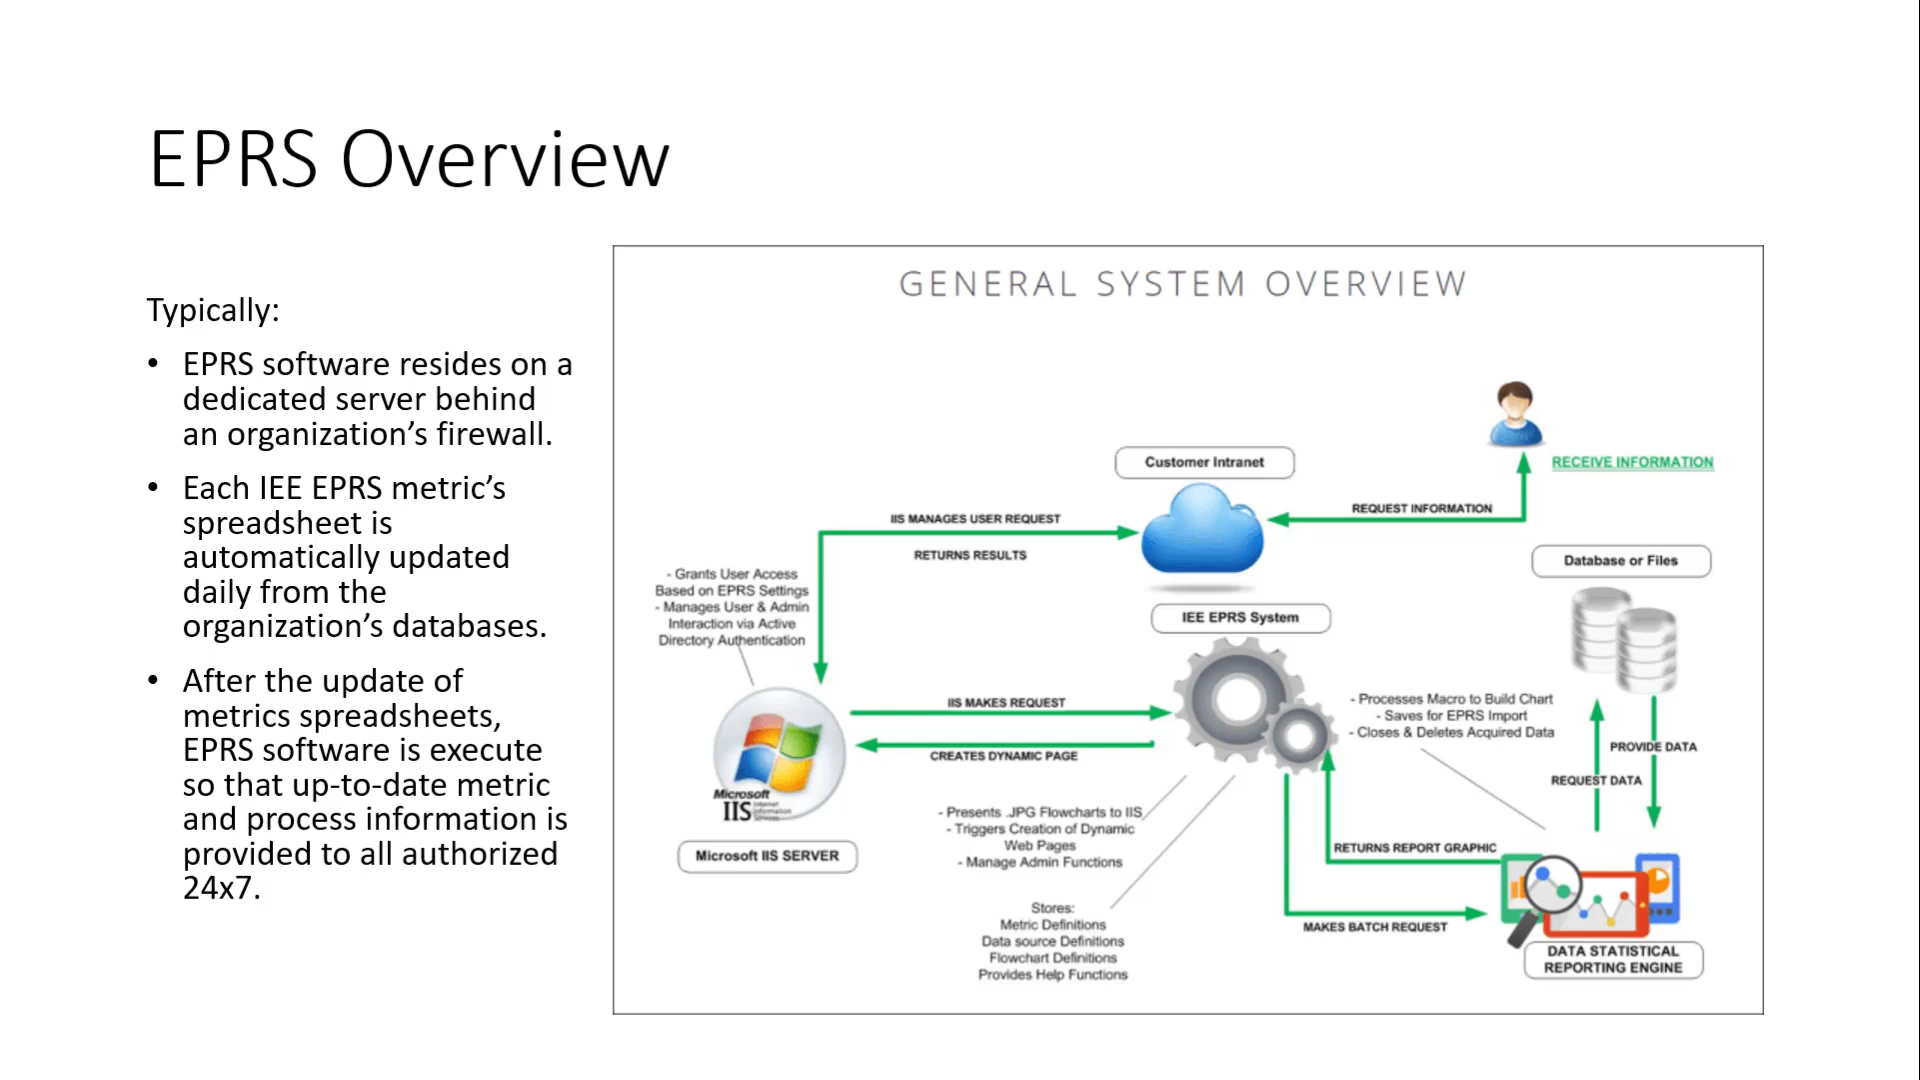 EPRS Overview
Typically:
• EPRS software resides on a
dedicated server behind
an organization’s firewall.
• Each IEE EPRS metric’s
spreadsheet is
automatically updated
daily from the
organization’s databases.
• After the update of
metrics spreadsheets,
EPRS software is execute
so that up-to-date metric
and process information is
provided to all authorized
24x7.
GENERAL SYSTEM OVERVIEW
RECEIVE INFORMATION
Customer Intranet
REQUEST INFORMATION
IIS MANAGES USER REQUEST
RETURNS RESULTS
Database or Files
- Grants User Access
Based on EPRS Settings
- Manages User & Admin
Interaction via Active
Directory Authentication
IEE EPRS System
IIS MAKES REQUEST
CREATES DYNAMIC PAGE
- Processes Macro to Build Chart
- Saves for EPRS Import
- Closes & Deletes Acquired Data
PROVIDE DATA
REQUEST DATA
Microsoft
IIS Internet
Information
Services
Microsoft IIS SERVER
- Presents .JPG Flowcharts to IIS
- Triggers Creation of Dynamic
Web Pages
- Manage Admin Functions
RETURNS REPORT GRAPHIC
Stores:
Metric Definitions
Data source Definitions
Flowchart Definitions
Provides Help Functions
MAKES BATCH REQUEST
DATA STATISTICAL
REPORTING ENGINE